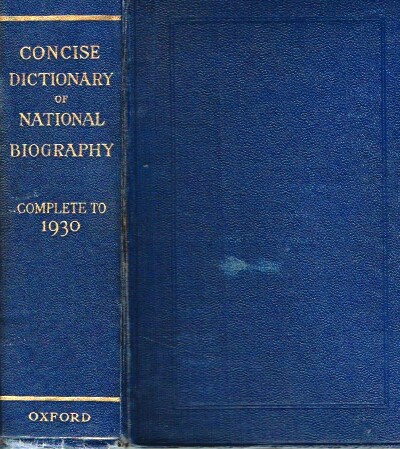 CONCISE
DICTIONARY
OF
NATIONAL
BIOGRAPHY
COMPLETE TO
1930
OXFORD